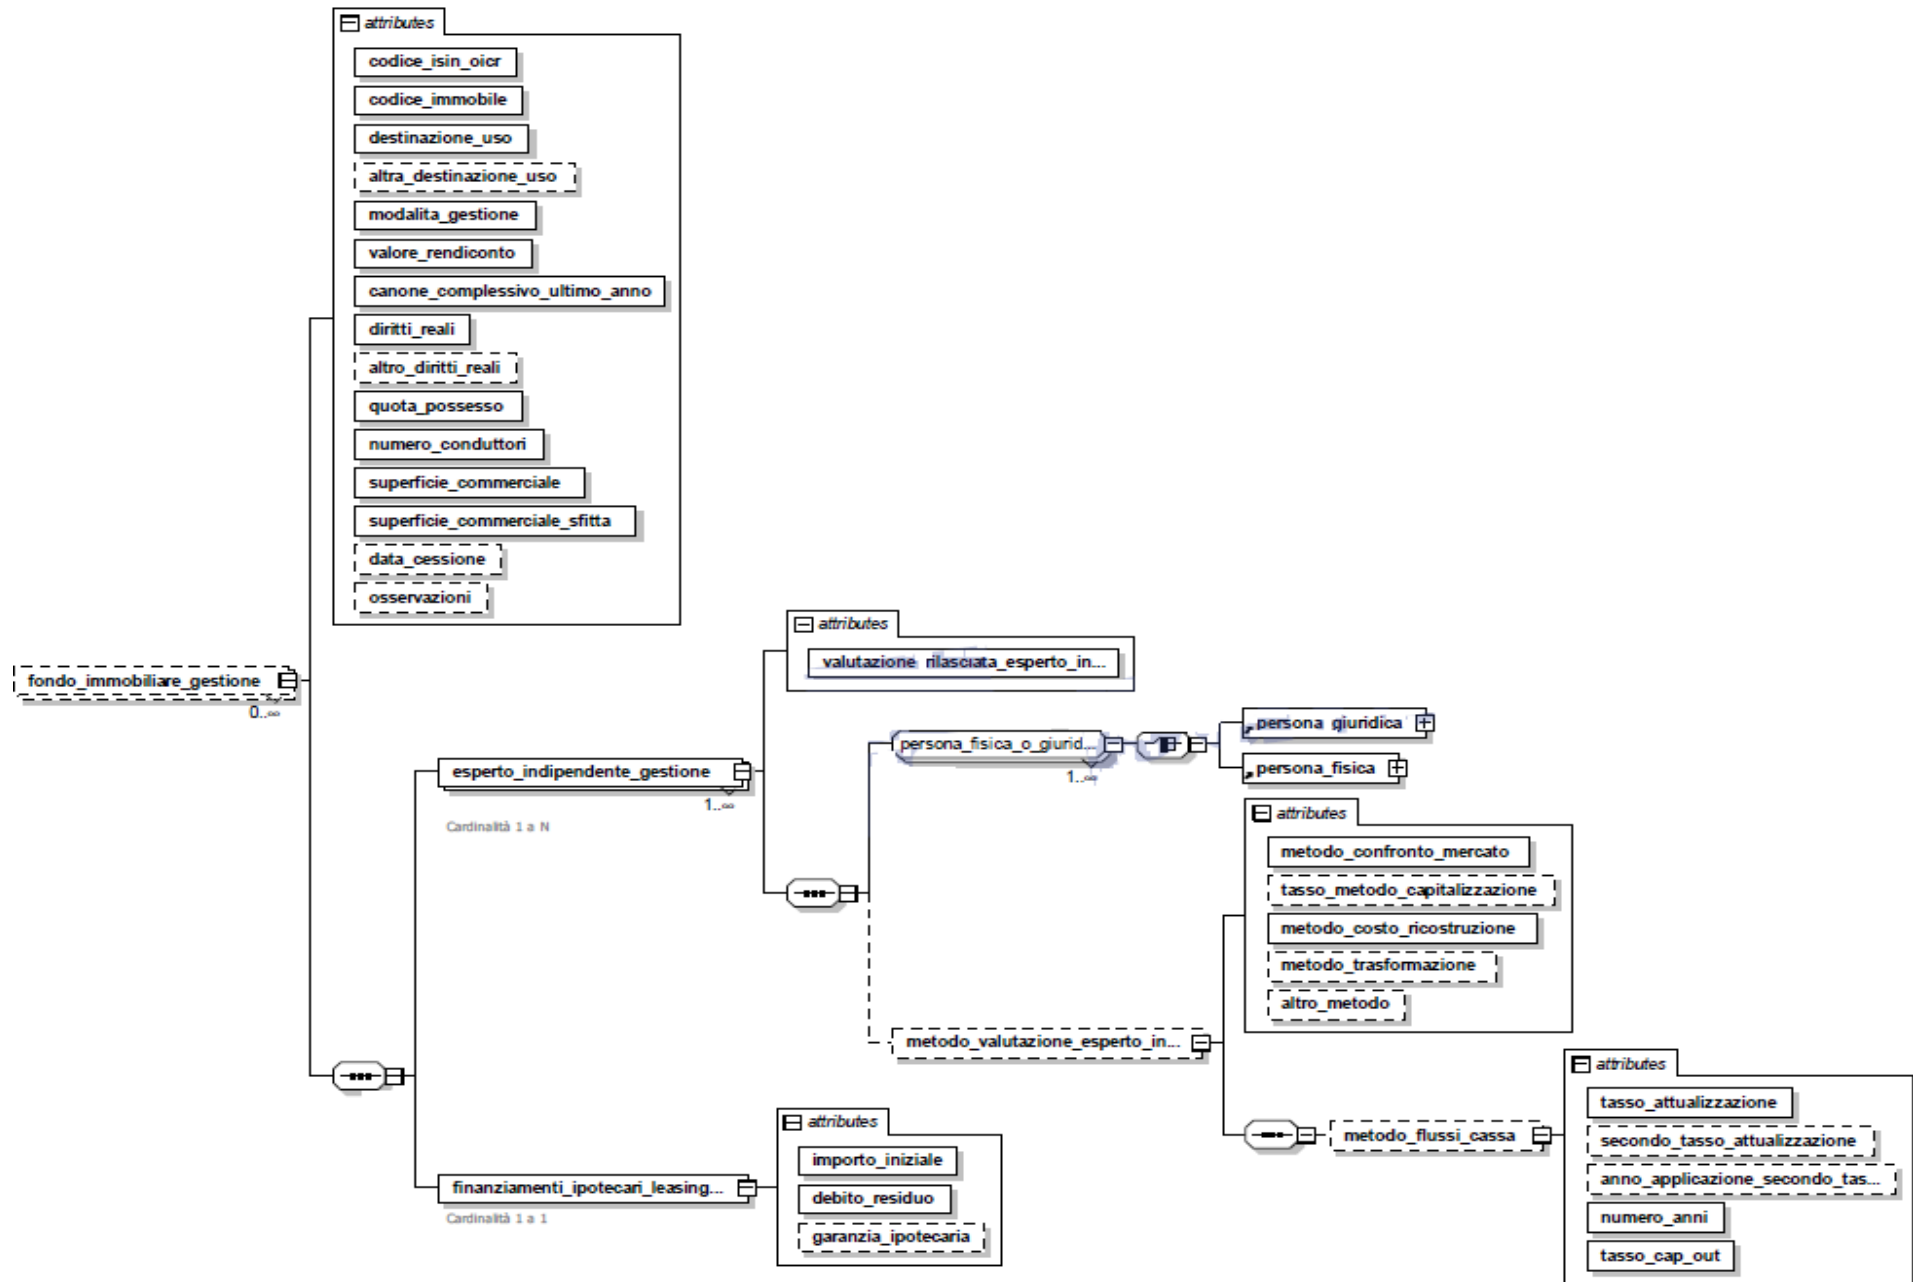 attributes
codice_isin_oicr
codice_immobile
destinazione_uso
altra_destinazione_uso
modalita_gestione
valore_rendiconto
canone_complessivo_ultimo_anno
diritti_reali
altro_diritti_reali
quota_possesso
numero_conduttori
superficie_commerciale
superficie_commerciale_sfitta
data_cessione
osservazioni
fondo_immobiliare_gestione
0..∞
attributes
valutazione_rilasciata_esperto_in...
esperto_indipendente_gestione
1..∞
Cardinalità 1 a N
persona_fisica_o_giurid...
1..∞
persona_giuridica
persona_fisica
attributes
metodo_confronto_mercato
tasso_metodo_capitalizzazione
metodo_costo_ricostruzione
metodo_trasformazione
altro_metodo
metodo_valutazione_esperto_in...
attributes
tasso_attualizzazione
secondo_tasso_attualizzazione
anno_applicazione_secondo_tas...
numero_anni
tasso_cap_out
metodo_flussi_cassa
attributes
importo_iniziale
debito_residuo
garanzia_ipotecaria
finanziamenti_ipotecari_leasing...
Cardinalità 1 a 1